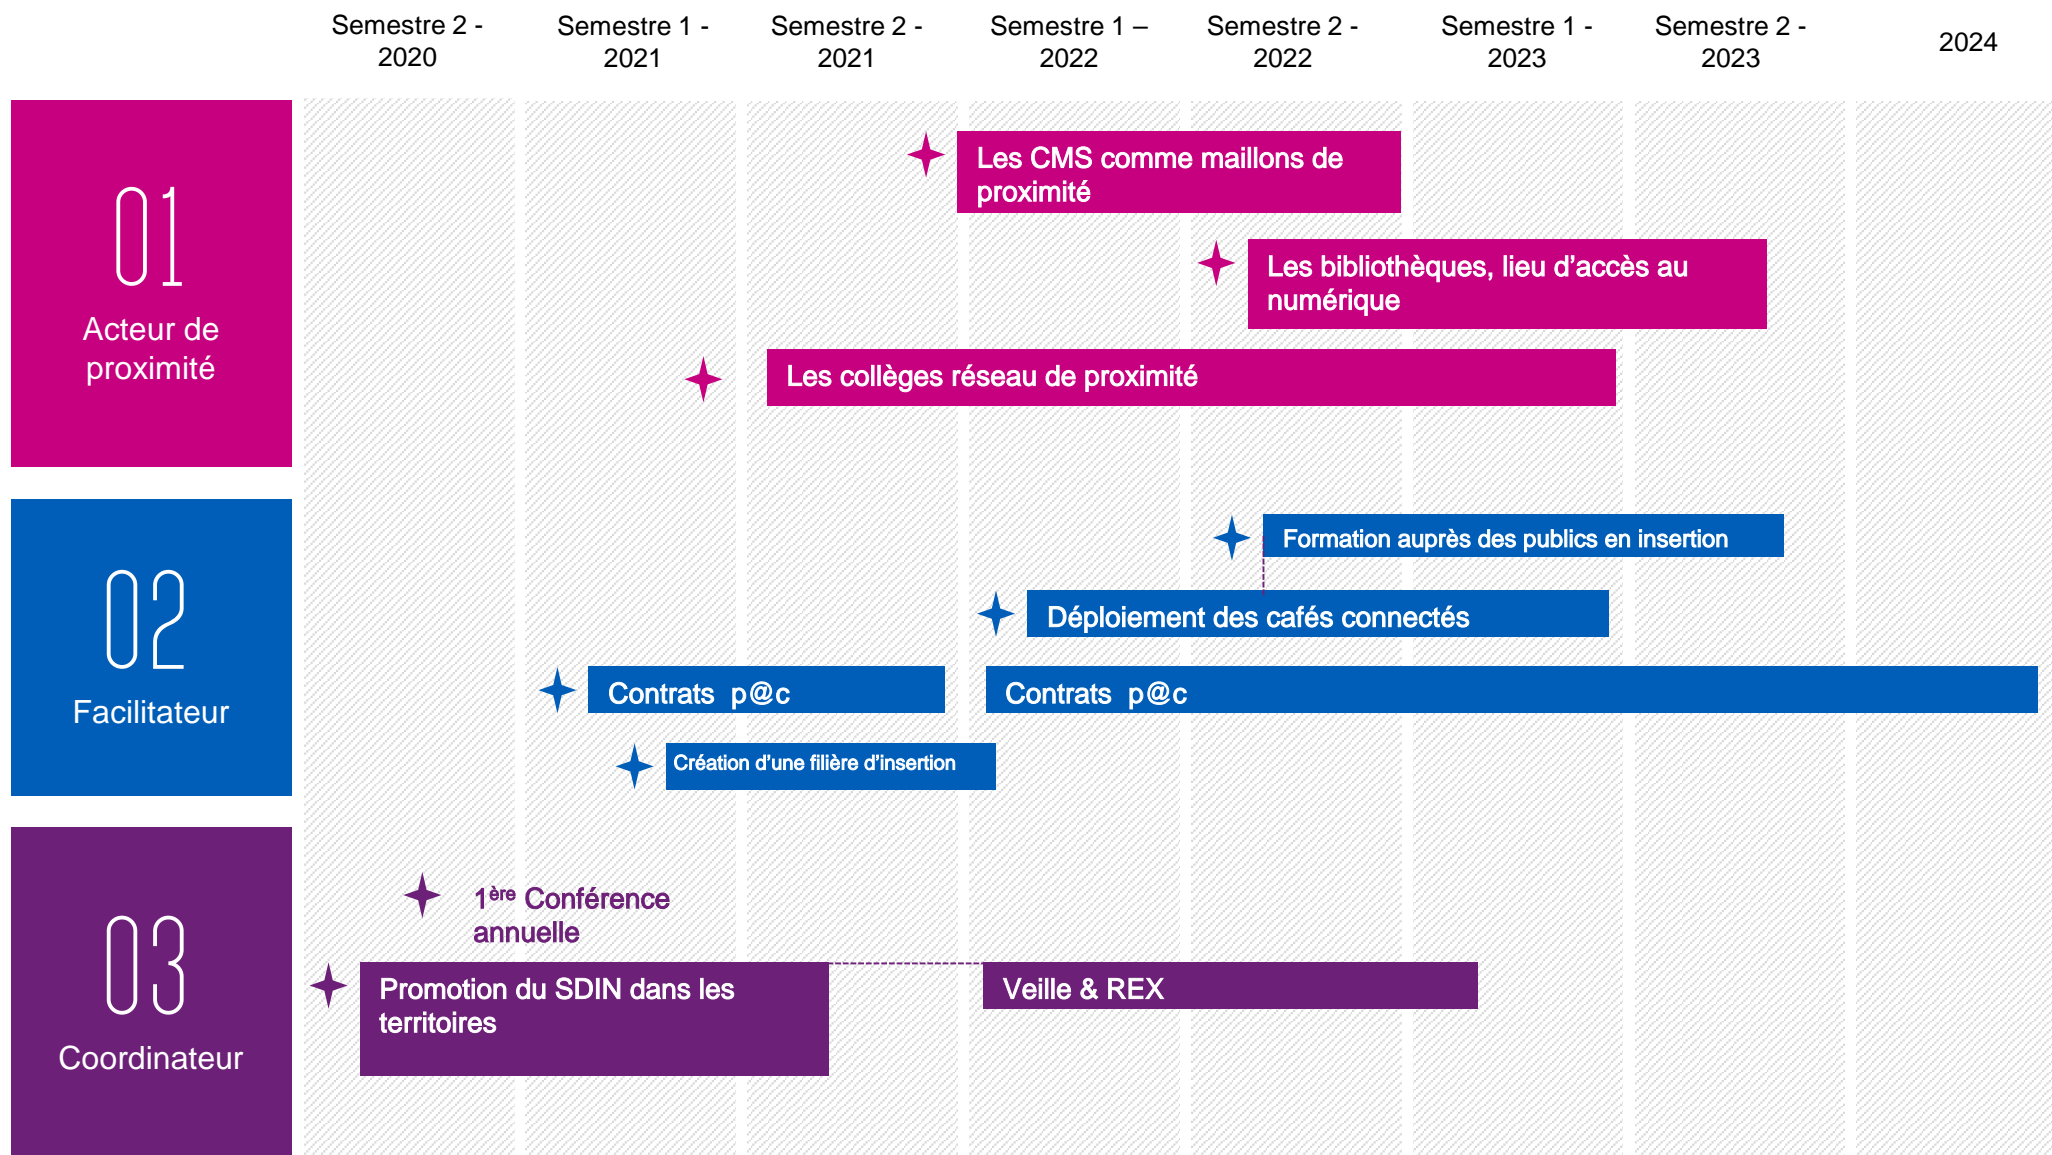 Semestre 2 -
2020
Semestre 1 -
2021
Semestre 2 -
2021
Semestre 1 –
2022
Semestre 2 -
2022
Semestre 1 -
2023
Semestre 2 -
2023
2024
01
Acteur de
proximité
Les CMS comme maillons de
proximité
Les bibliothèques, lieu d'accès au
numérique
Les collèges réseau de proximité
02
Facilitateur
Formation auprès des publics en insertion
Déploiement des cafés connectés
Contrats p@c
Contrats p@c
Création d'une filière d'insertion
03
Coordinateur
1ère Conférence
annuelle
Promotion du SDIN dans les
territoires
Veille & REX